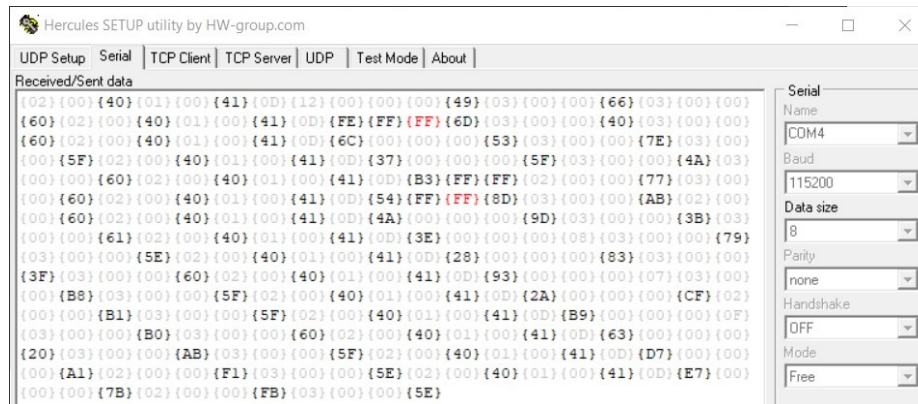 Hercules SETUP utility by HW-group.com
UDP Setup Serial TCP Client TCP Server UDP Test Mode About
Received/Sent data
{02}{00}{40}{01}{00}{41}{0D}{12}{00}{00}{00}{49}{03}{00}{00}{66}{03}{00}{00}
{60}{02}{00}{40}{01}{00}{41}{0D}{FE}{FF}{FF}{6D}{03}{00}{00}{40}{03}{00}{00}
{60}{02}{00}{40}{01}{00}{41}{0D}{6C}{00}{00}{00}{53}{03}{00}{00}{7E}{03}{00}
{00}{5F}{02}{00}{40}{01}{00}{41}{0D}{37}{00}{00}{00}{5F}{03}{00}{00}{4A}{03}
{00}{00}{60}{02}{00}{40}{01}{00}{41}{0D}{B3}{FF}{FF}{02}{00}{00}{77}{03}{00}
{00}{60}{02}{00}{40}{01}{00}{41}{0D}{54}{FF}{FF}{8D}{03}{00}{00}{AB}{02}{00}
{00}{60}{02}{00}{40}{01}{00}{41}{0D}{4A}{00}{00}{00}{9D}{03}{00}{00}{3B}{03}
{00}{00}{61}{02}{00}{40}{01}{00}{41}{0D}{3E}{00}{00}{00}{08}{03}{00}{00}{79}
{03}{00}{00}{5E}{02}{00}{40}{01}{00}{41}{0D}{28}{00}{00}{00}{83}{03}{00}{00}
{3F}{03}{00}{00}{60}{02}{00}{40}{01}{00}{41}{0D}{93}{00}{00}{00}{07}{03}{00}
{00}{B8}{03}{00}{00}{5F}{02}{00}{40}{01}{00}{41}{0D}{2A}{00}{00}{00}{CF}{02}
{00}{00}{B1}{03}{00}{00}{5F}{02}{00}{40}{01}{00}{41}{0D}{B9}{00}{00}{00}{0F}
{03}{00}{00}{B0}{03}{00}{00}{60}{02}{00}{40}{01}{00}{41}{0D}{63}{00}{00}{00}
{20}{03}{00}{00}{AB}{03}{00}{00}{5F}{02}{00}{40}{01}{00}{41}{0D}{D7}{00}{00}
{00}{A1}{02}{00}{00}{F1}{03}{00}{00}{5E}{02}{00}{40}{01}{00}{41}{0D}{E7}{00}
{00}{00}{7B}{02}{00}{00}{FB}{03}{00}{00}{5E}
Serial
Name
COM4
Baud
115200
Data size
8
Parity
none
Handshake
OFF
Mode
Free